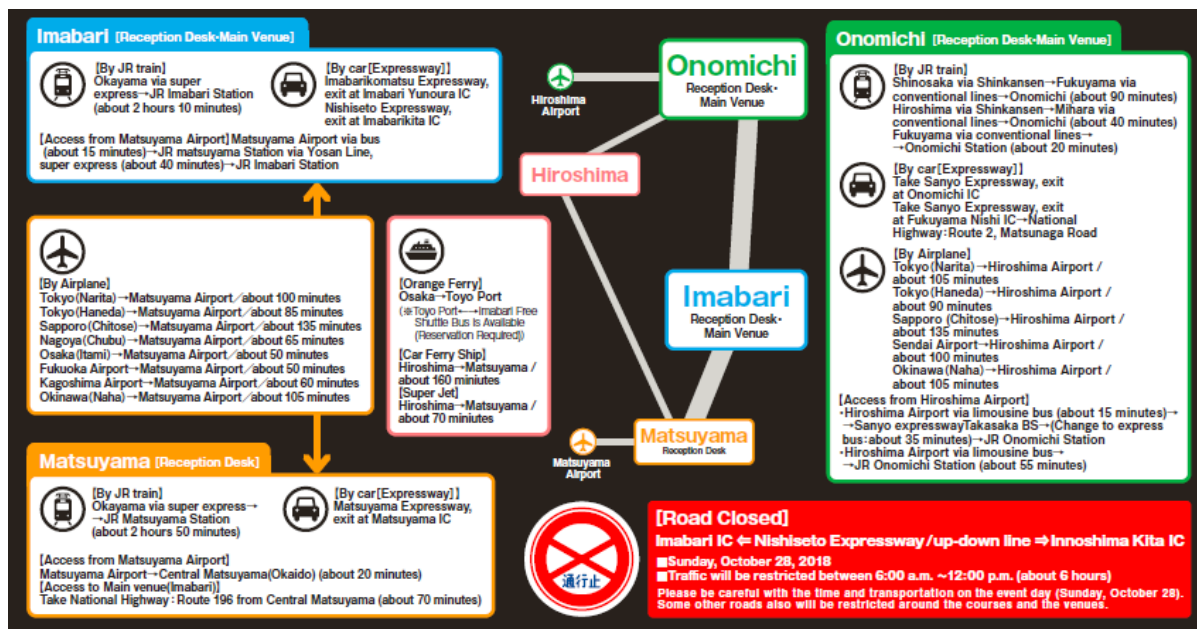 Imabari [Reception Desk·Main Venue]
[By JR train]
Okayama via super
express→JR Imabari Station
(about 2 hours 10 minutes)
[By car[Expressway]]
Imabarikomatsu Expressway,
exit at Imabari Yunoura IC
Nishiseto Expressway,
exit at Imabarikita IC
[Access from Matsuyama Airport] Matsuyama Airport via bus
(about 15 minutes)→JR matsuyama Station via Yosan Line,
super express (about 40 minutes)→JR Imabari Station
[By Airplane]
Tokyo(Narita)→Matsuyama Airport／about 100 minutes
Tokyo(Haneda)→Matsuyama Airport／about 85 minutes
Sapporo(Chitose)→Matsuyama Airport／about 135 minutes
Nagoya(Chubu)→Matsuyama Airport／about 65 minutes
Osaka(Itami)→Matsuyama Airport／about 50 minutes
Fukuoka Airport→Matsuyama Airport／about 50 minutes
Kagoshima Airport→Matsuyama Airport／about 60 minutes
Okinawa(Naha)→Matsuyama Airport／about 105 minutes
[Orange Ferry]
Osaka→Toyo Port
(※Toyo Port←→Imabari Free
Shuttle Bus Is Available
(Reservation Required))
[Car Ferry Ship]
Hiroshima→Matsuyama /
about 160 miniutes
[Super Jet]
Hiroshima→Matsuyama /
about 70 miniutes
Matsuyama [Reception Desk]
[By JR train]
Okayama via super express→
→JR Matsuyama Station
(about 2 hours 50 minutes)
[By car[Expressway]]
Matsuyama Expressway,
exit at Matsuyama IC
[Access from Matsuyama Airport]
Matsuyama Airport→Central Matsuyama(Okaido) (about 20 minutes)
[Access to Main venue(Imabari)]
Take National Highway : Route 196 from Central Matsuyama (about 70 minutes)
Onomichi
Reception Desk·
Main Venue
Hiroshima
Airport
Hiroshima
Imabari
Reception Desk·
Main Venue
Matsuyama
Reception Desk
Matsuyama
Airport
Onomichi [Reception Desk·Main Venue]
[By JR train]
Shinosaka via Shinkansen→Fukuyama via
conventional lines→Onomichi (about 90 minutes)
Hiroshima via Shinkansen→Mihara via
conventional lines→Onomichi (about 40 minutes)
Fukuyama via conventional lines→
→Onomichi Station (about 20 minutes)
[By car[Expressway]]
Take Sanyo Expressway, exit
at Onomichi IC
Take Sanyo Expressway, exit
at Fukuyama Nishi IC→National
Highway:Route 2, Matsunaga Road
[By Airplane]
Tokyo(Narita)→Hiroshima Airport /
about 105 minutes
Tokyo(Haneda)→Hiroshima Airport /
about 90 minutes
Sapporo (Chitose)→Hiroshima Airport /
about 135 minutes
Sendai Airport→Hiroshima Airport /
about 100 minutes
Okinawa(Naha)→Hiroshima Airport /
about 105 minutes
[Access from Hiroshima Airport]
·Hiroshima Airport via limousine bus (about 15 minutes)→
→Sanyo expresswayTakasaka BS→(Change to express
bus:about 35 minutes)→JR Onomichi Station
·Hiroshima Airport via limousine bus→
→JR Onomichi Station (about 55 minutes)
通行止
[Road Closed]
Imabari IC ⇐ Nishiseto Expressway/up-down line ⇒ Innoshima Kita IC
■Sunday, October 28, 2018
■Traffic will be restricted between 6:00 a.m. ~12:00 p.m. (about 6 hours)
Please be careful with the time and transportation on the event day (Sunday, October 28).
Some other roads also will be restricted around the courses and the venues.